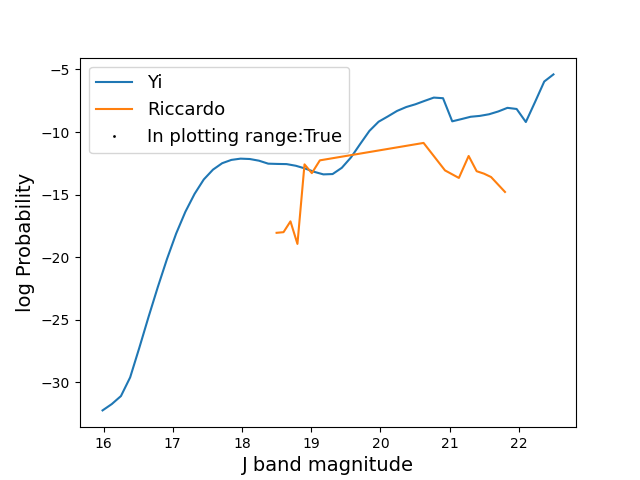 Yi
Riccardo
In plotting range:True
−5
−10
−15
−20
−25
−30
log Probability
16 17 18 19 20 21 22
J band magnitude